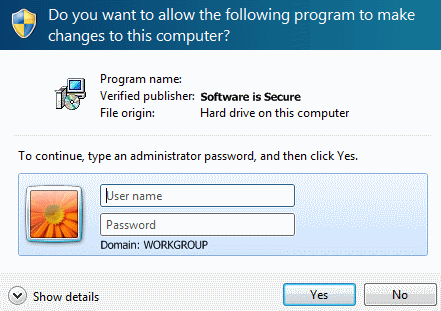 Do you want to allow the following program to make
changes to this computer?
Program name:
Verified publisher: Software is Secure
File origin: Hard drive on this computer
To continue, type an administrator password, and then click Yes.
User name
Password
Domain: WORKGROUP
Show details
Yes
No